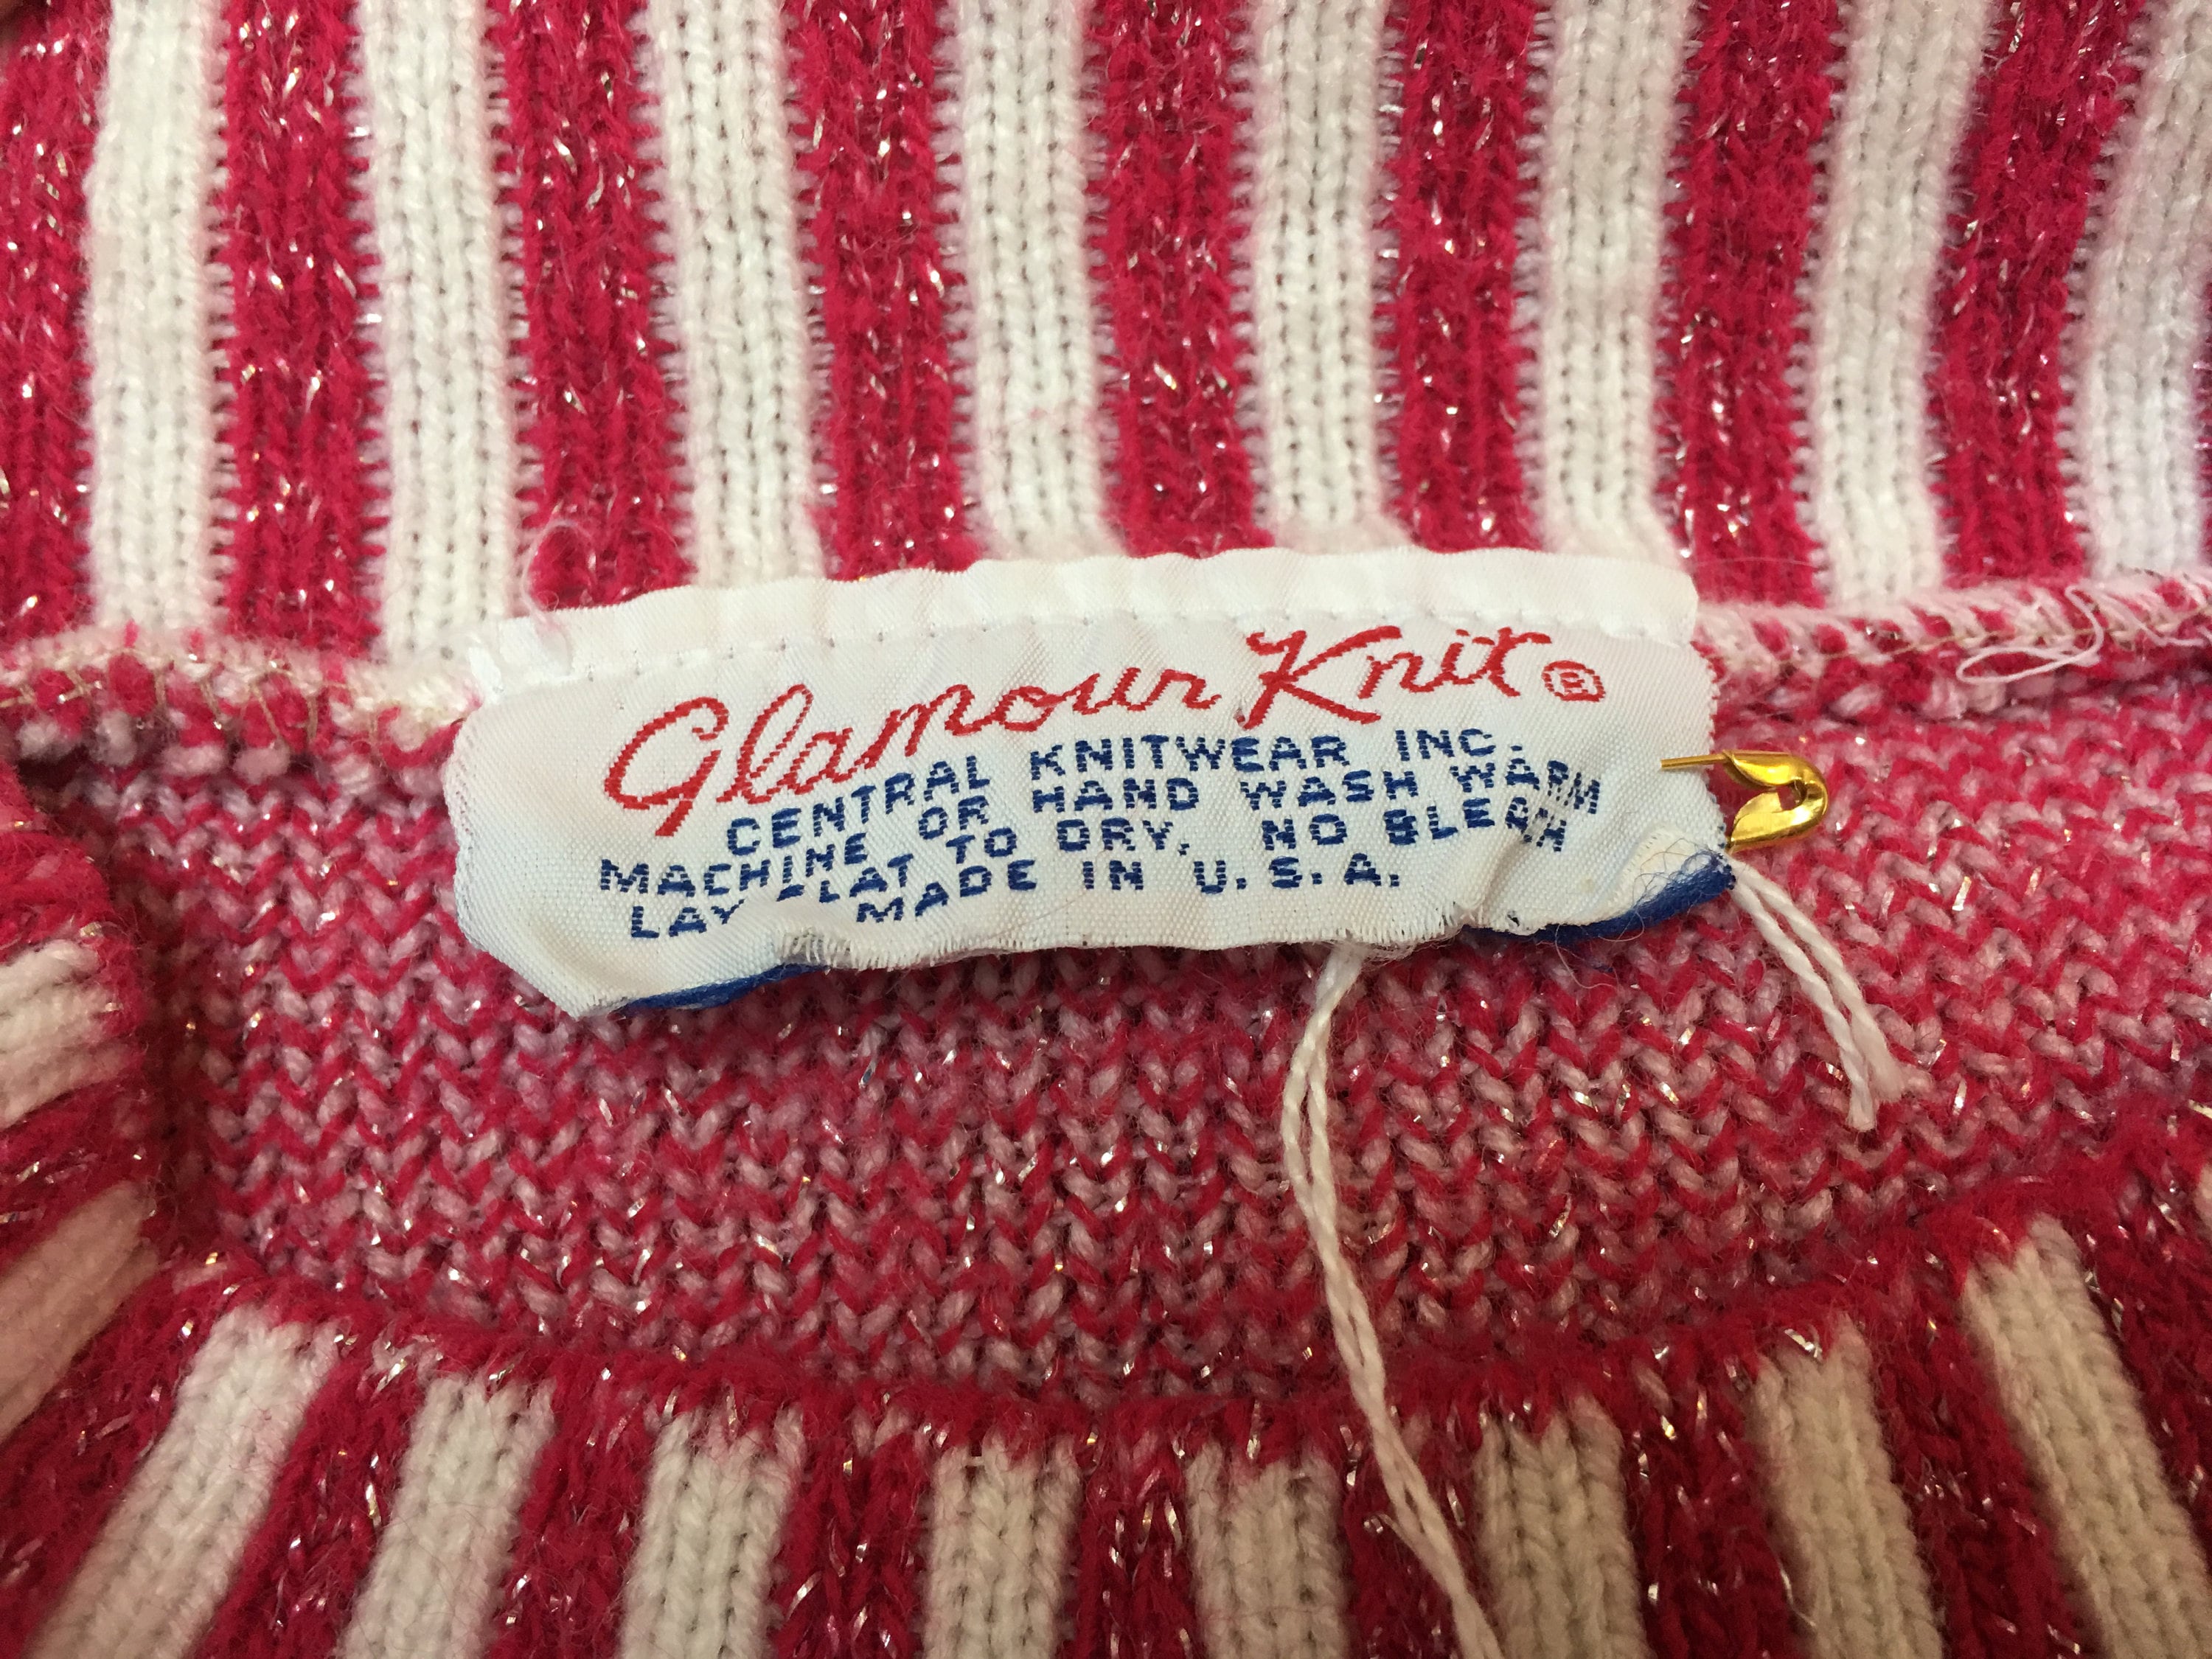 Glamour Knit ®
CENTRAL KNITWEAR INC.
MACHINE OR HAND WASH WARM
LAY FLAT TO DRY, NO BLEACH
MADE IN U.S.A.